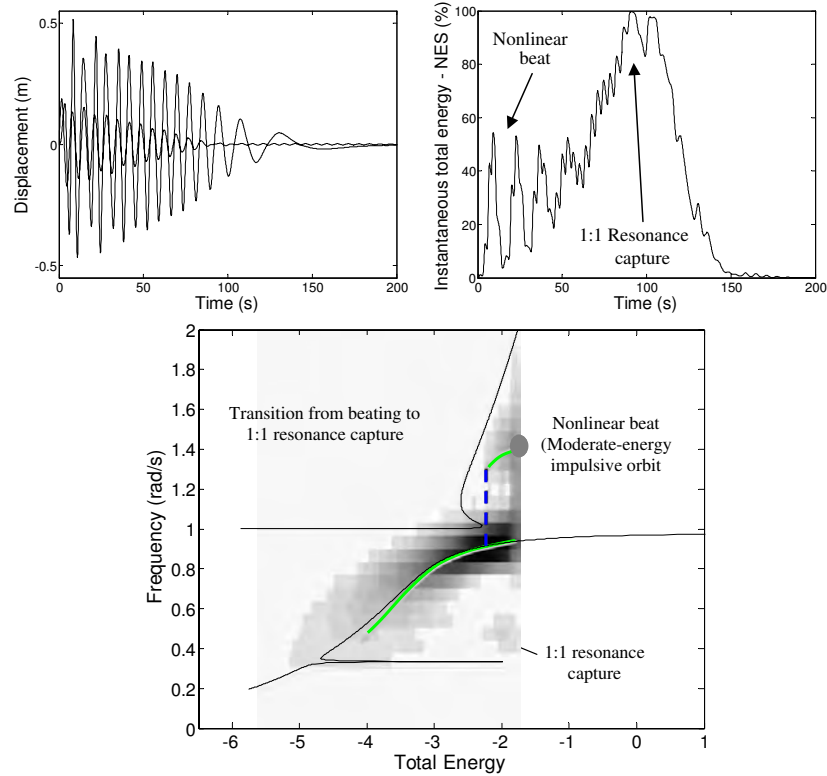 0.5
0
-0.5
0
50
100
150
200
Displacement (m)
Time (s)
100
80
60
40
20
0
0
50
100
150
200
Instantaneous total energy - NES (%)
Time (s)
Nonlinear
beat
1:1 Resonance
capture
2
1.8
1.6
1.4
1.2
1
0.8
0.6
0.4
0.2
0
-6
-5
-4
-3
-2
-1
0
1
Frequency (rad/s)
Total Energy
Transition from beating to
1:1 resonance capture
Nonlinear beat
(Moderate-energy
impulsive orbit
1:1 resonance
capture